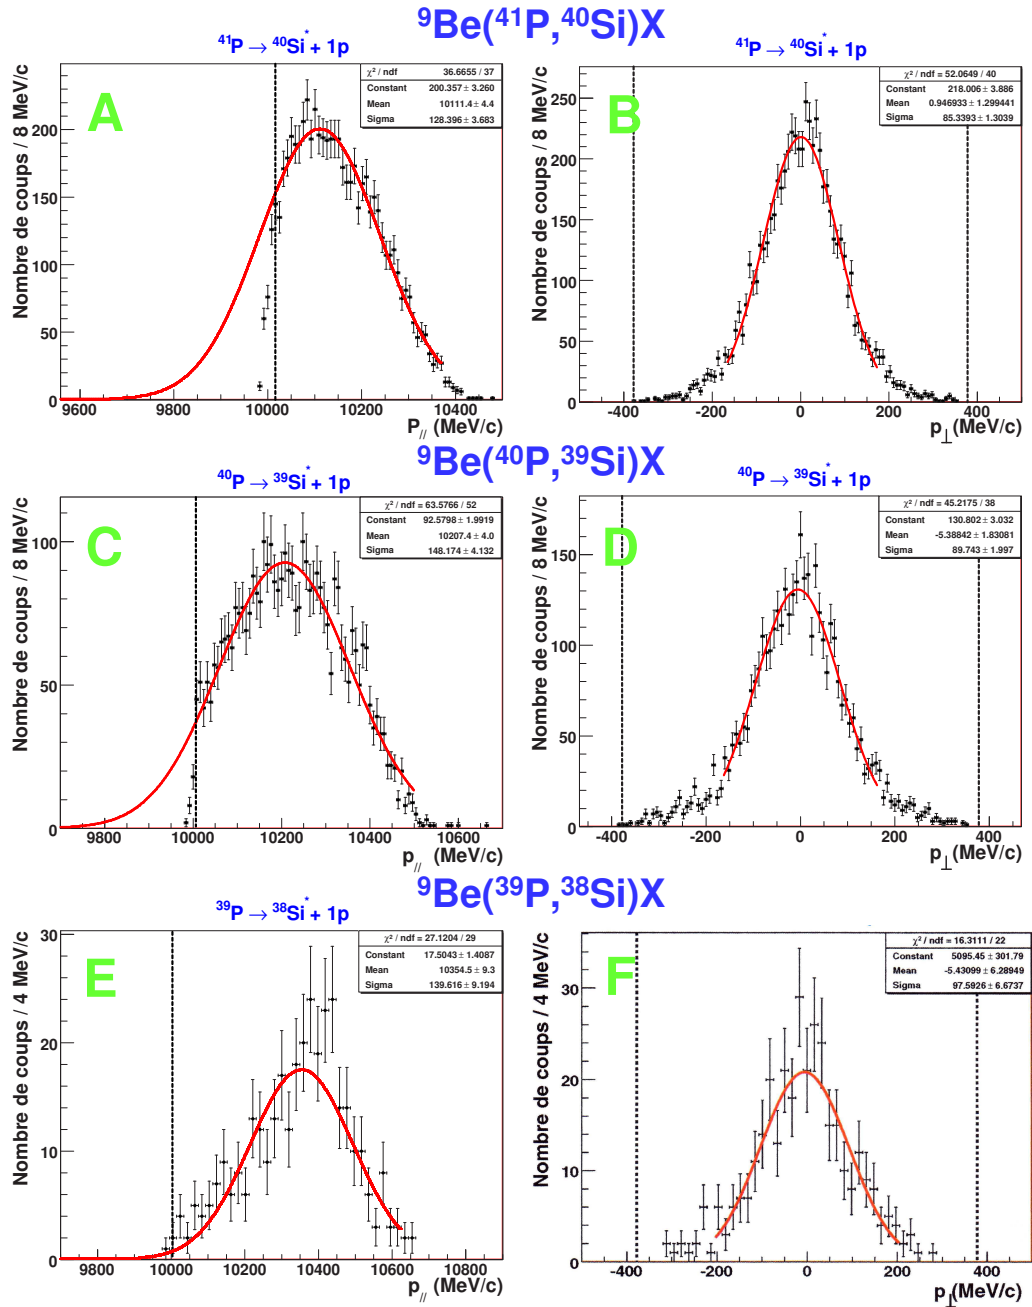 ⁹Be(⁴¹P,⁴⁰Si)X
⁴¹P → ⁴⁰Si* + 1p
A
χ² / ndf 36.6655 / 37
Constant 200.357 ± 3.260
Mean 10111.4 ± 4.4
Sigma 128.396 ± 3.683
Nombre de coups / 8 MeV/c
200
150
100
50
0
9600 9800 10000 10200 10400
P// (MeV/c)
⁴¹P → ⁴⁰Si* + 1p
B
χ² / ndf = 52.0649 / 40
Constant 218.006 ± 3.886
Mean 0.946933 ± 1.299441
Sigma 85.3393 ± 1.3039
Nombre de coups / 8 MeV/c
250
200
150
100
50
0
-400 -200 0 200 400
p⊥(MeV/c)
⁹Be(⁴⁰P,³⁹Si)X
⁴⁰P → ³⁹Si* + 1p
C
χ² / ndf = 63.5766 / 52
Constant 92.5798 ± 1.9919
Mean 10207.4 ± 4.0
Sigma 148.174 ± 4.132
Nombre de coups / 8 MeV/c
100
50
0
9800 10000 10200 10400 10600
p// (MeV/c)
⁴⁰P → ³⁹Si* + 1p
D
χ² / ndf = 45.2175 / 38
Constant 130.802 ± 3.032
Mean -5.38842 ± 1.83081
Sigma 89.743 ± 1.997
Nombre de coups / 8 MeV/c
150
100
50
0
-400 -200 0 200 400
p⊥(MeV/c)
⁹Be(³⁹P,³⁸Si)X
³⁹P → ³⁸Si* + 1p
E
χ² / ndf = 27.1204 / 29
Constant 17.5043 ± 1.4087
Mean 10354.5 ± 9.3
Sigma 139.616 ± 9.194
Nombre de coups / 4 MeV/c
30
20
10
0
9800 10000 10200 10400 10600
p// (MeV/c)
F
χ² / ndf = 16.3111 / 22
Constant 5095.45 ± 301.79
Mean -5.43099 ± 6.28949
Sigma 97.5926 ± 6.6737
Nombre de coups / 4 MeV/c
30
20
10
0
-400 -200 0 200 400
p⊥(MeV/c)